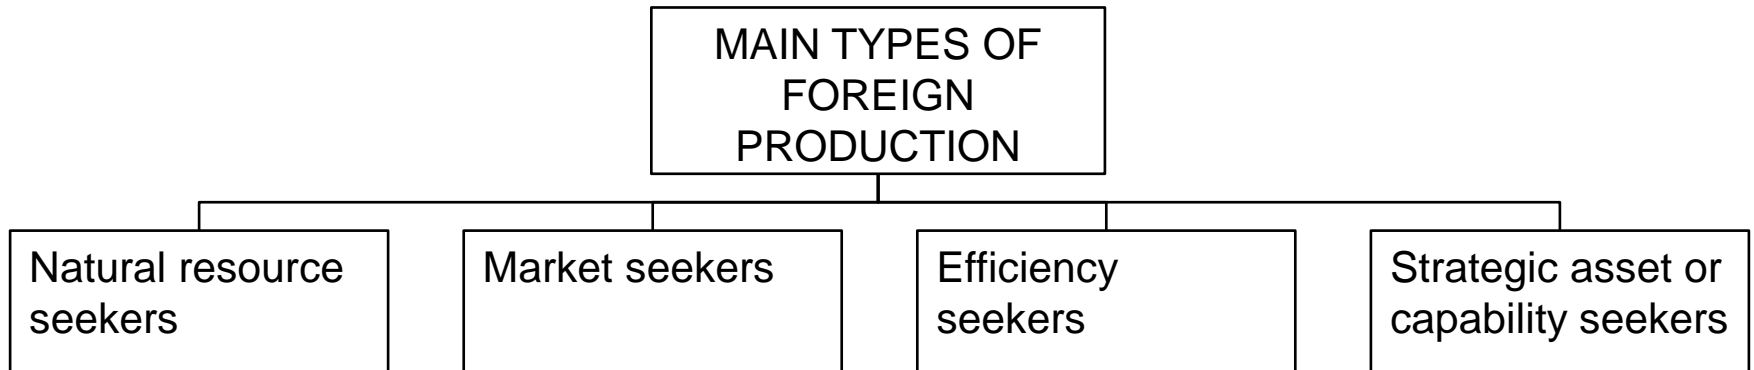 MAIN TYPES OF
FOREIGN
PRODUCTION
Natural resource
seekers
Market seekers
Efficiency
seekers
Strategic asset or
capability seekers